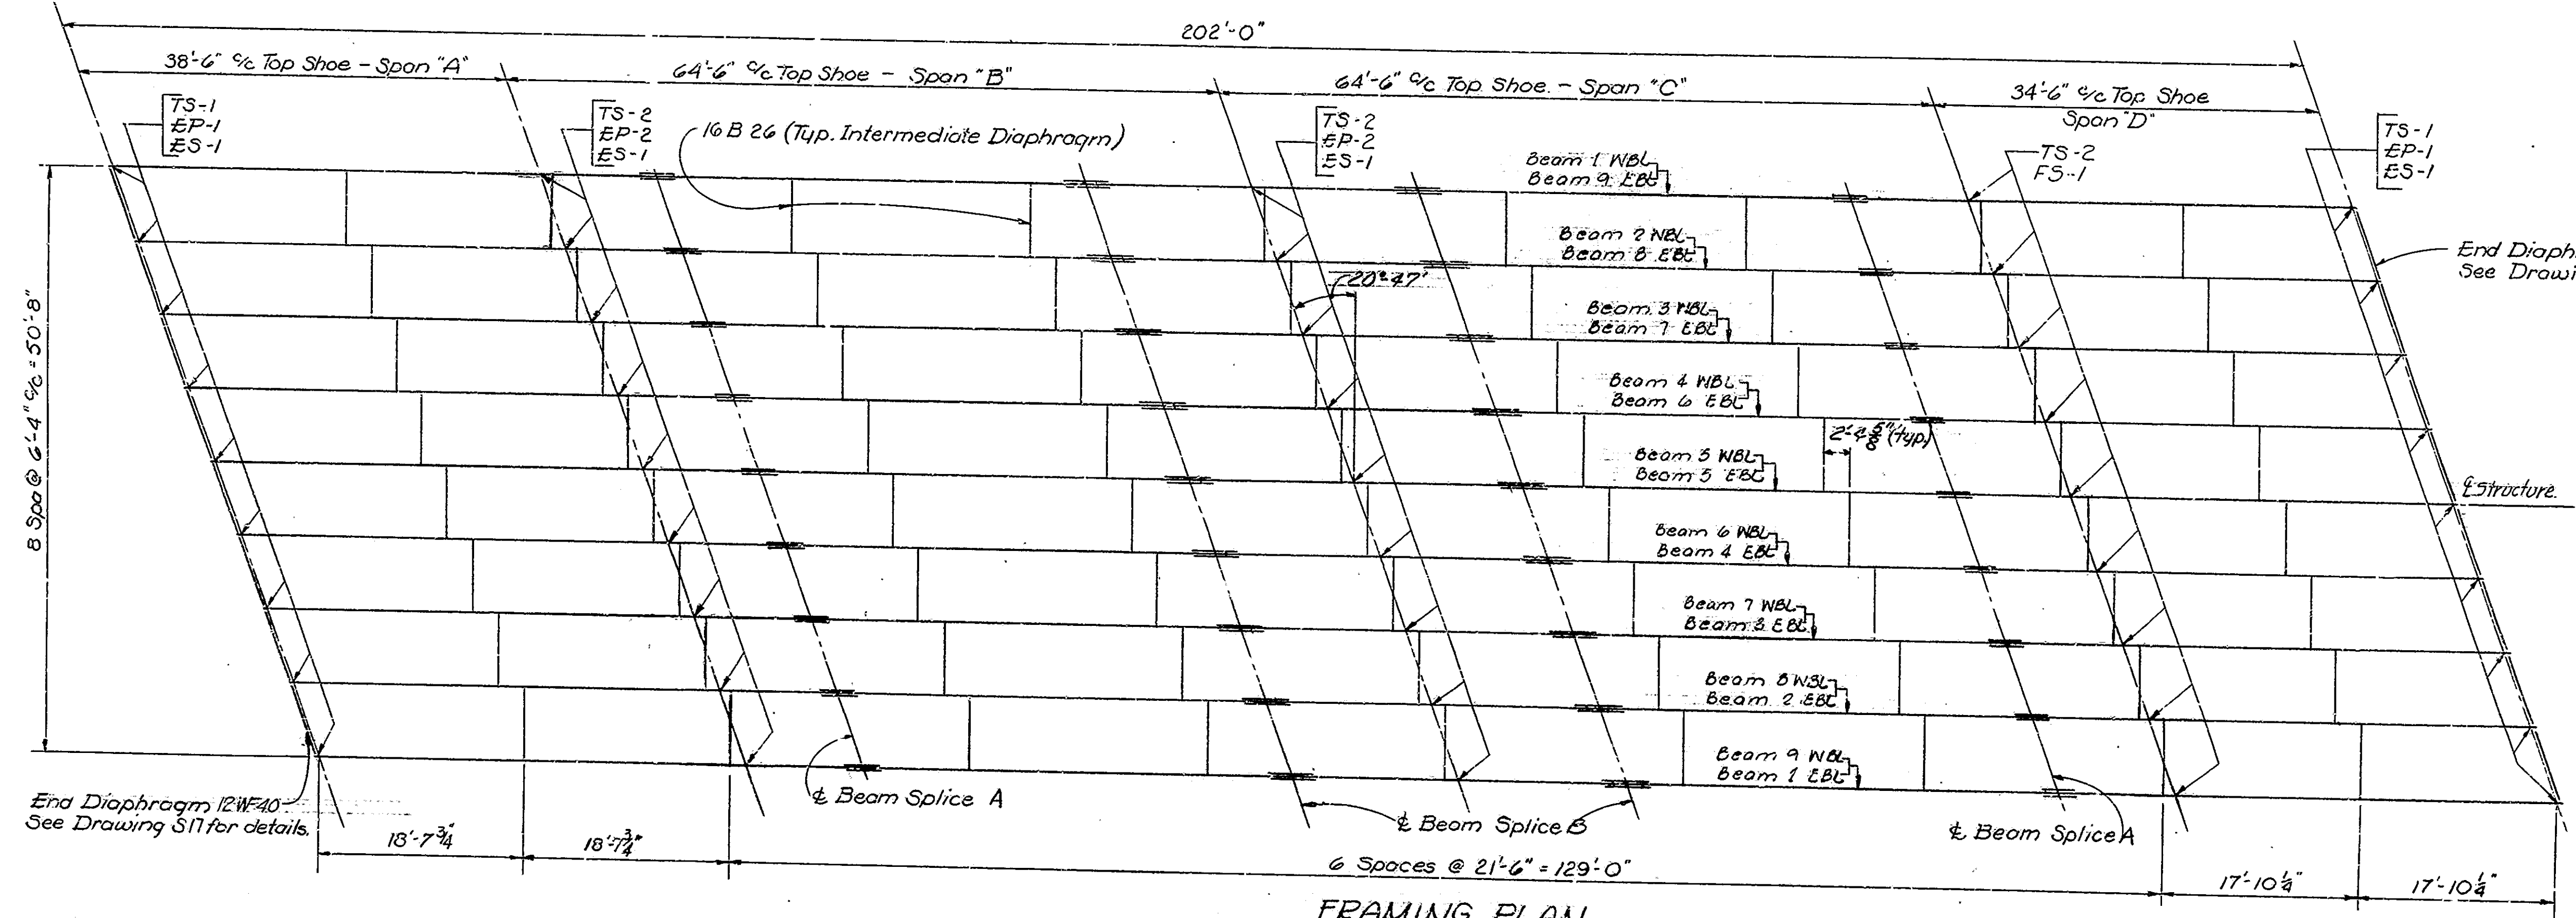 202'-0"
38'-6" c/c Top Shoe - Span "A"
64'-6" c/c Top Shoe - Span "B"
64'-6" c/c Top Shoe. - Span "C"
34'-6" c/c Top Shoe
Span "D"
TS-1
EP-1
ES-1
TS-2
EP-2
ES-1
16 B 26 (Typ. Intermediate Diaphragm)
TS-2
EP-2
ES-1
TS-2
FS-1
TS-1
EP-1
ES-1
Beam 1 WBL
Beam 9 EBL
Beam 2 WBL
Beam 8 EBL
End Diaph
See Drawi
20°-47'
Beam 3 WBL
Beam 7 EBL
8 Spa @ 6'-4" c/c = 50'-8"
Beam 4 WBL
Beam 6 EBL
2'-4 5/8" (typ.)
Beam 5 WBL
Beam 5 EBL
℄ Structure.
Beam 6 WBL
Beam 4 EBL
Beam 7 WBL
Beam 3 EBL
Beam 8 WBL
Beam 2 EBL
Beam 9 WBL
Beam 1 EBL
End Diaphragm 12WF40
See Drawing S17 for details.
℄ Beam Splice A
℄ Beam Splice B
℄ Beam Splice A
18'-7 3/4"
18'-7 3/4"
6 Spaces @ 21'-6" = 129'-0"
17'-10 1/4"
17'-10 1/4"
FRAMING PLAN